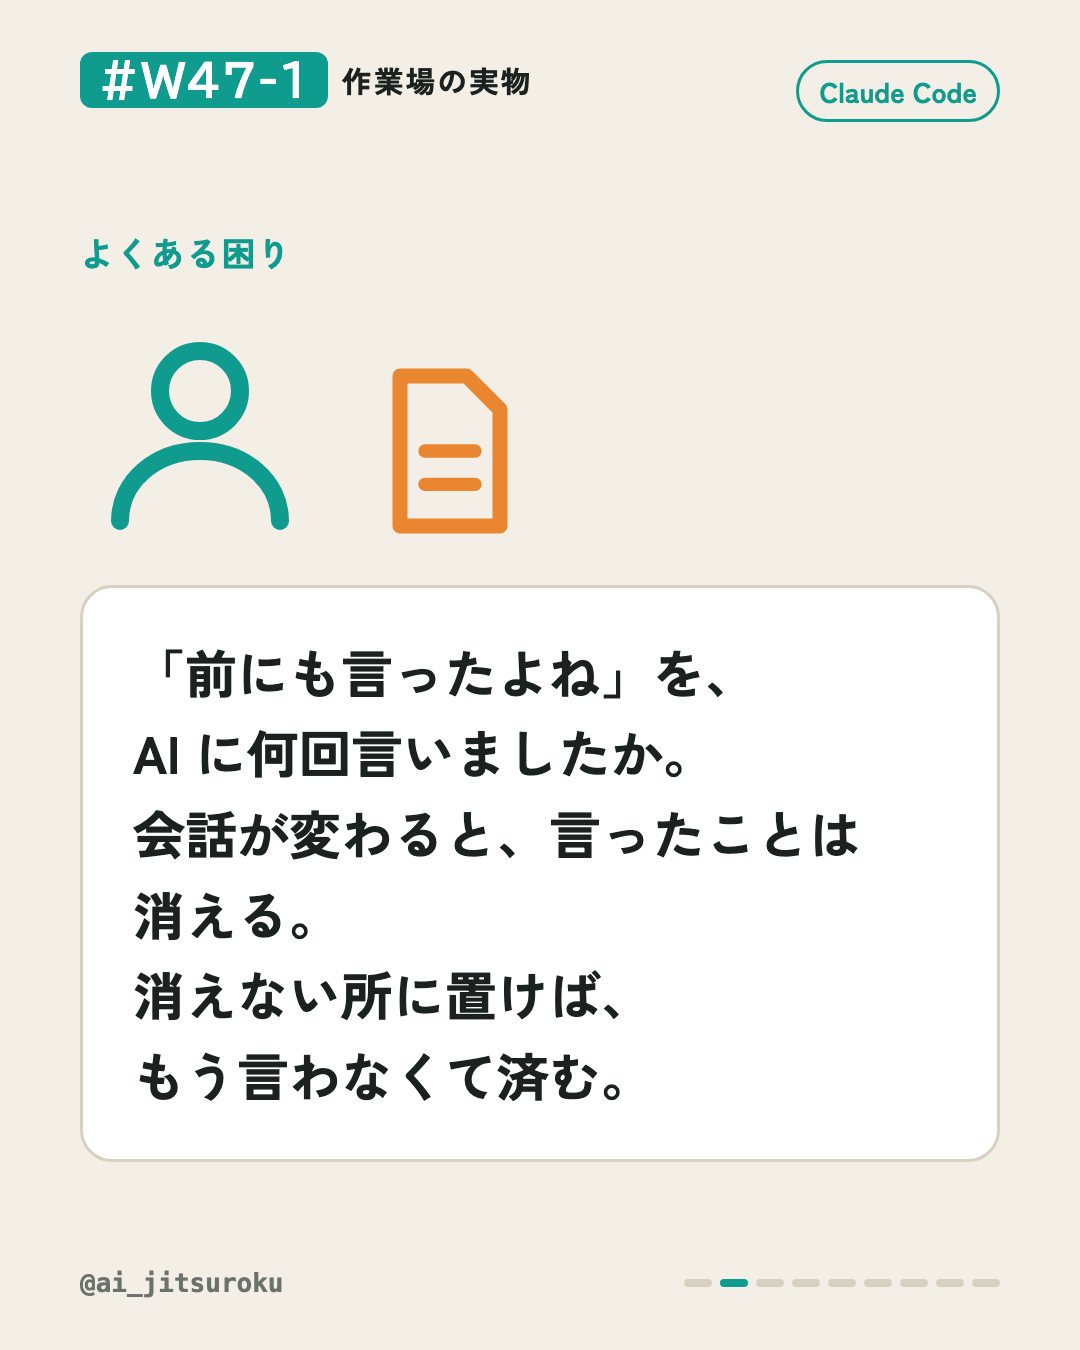 #W47-1 作業場の実物
Claude Code
よくある困り
「前にも言ったよね」を、
AI に何回言いましたか。
会話が変わると、言ったことは
消える。
消えない所に置けば、
もう言わなくて済む。
@ai_jitsuroku